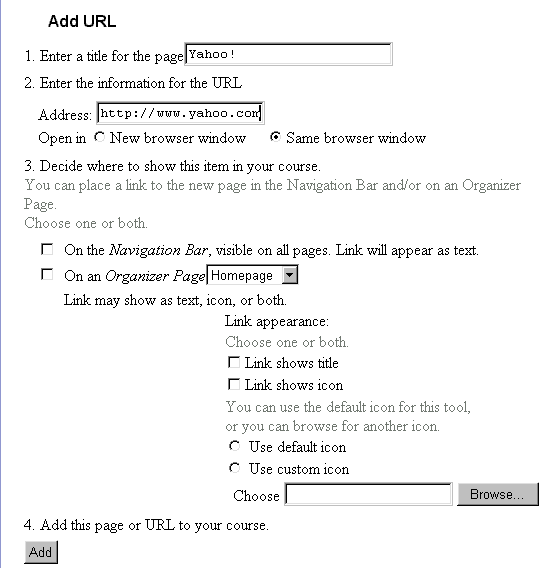 Add URL
1. Enter a title for the page Yahoo!
2. Enter the information for the URL
Address: http://www.yahoo.com
Open in New browser window Same browser window
3. Decide where to show this item in your course.
You can place a link to the new page in the Navigation Bar and/or on an Organizer
Page.
Choose one or both.
On the Navigation Bar, visible on all pages. Link will appear as text.
On an Organizer Page Homepage
Link may show as text, icon, or both.
Link appearance:
Choose one or both.
Link shows title
Link shows icon
You can use the default icon for this tool,
or you can browse for another icon.
Use default icon
Use custom icon
Choose Browse...
4. Add this page or URL to your course.
Add